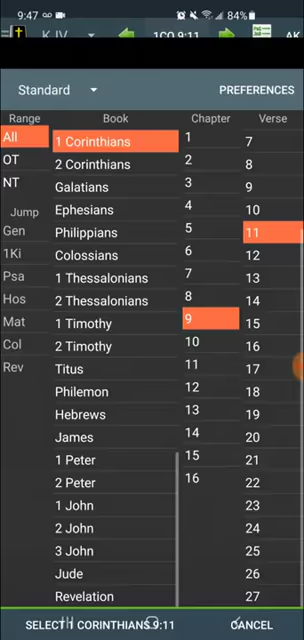 9:47 84%
KJV 1CO 9:11 AK
Standard PREFERENCES
Range Book Chapter Verse
All 1 Corinthians 1 7
OT 2 Corinthians 2 8
NT Galatians 3 9
Jump Ephesians 4 10
Gen Philippians 5 11
1Ki Colossians 6 12
Psa 1 Thessalonians 7 13
Hos 2 Thessalonians 8 14
Mat 1 Timothy 9 15
Col 2 Timothy 10 16
Rev Titus 11 17
Philemon 12 18
Hebrews 13 19
James 14 20
1 Peter 15 21
2 Peter 16 22
1 John 23
2 John 24
3 John 25
Jude 26
Revelation 27
SELECT 1 CORINTHIANS 9:11 CANCEL